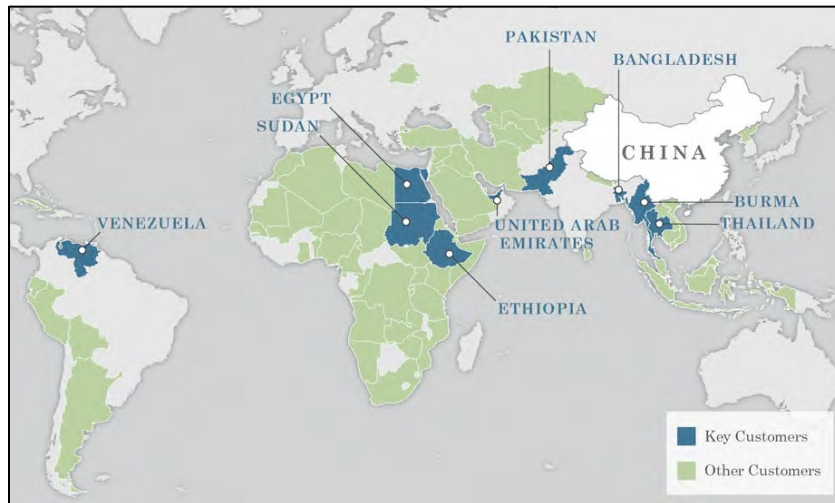 PAKISTAN
BANGLADESH
EGYPT
SUDAN
CHINA
VENEZUELA
BURMA
THAILAND
UNITED ARAB
EMIRATES
ETHIOPIA
Key Customers
Other Customers